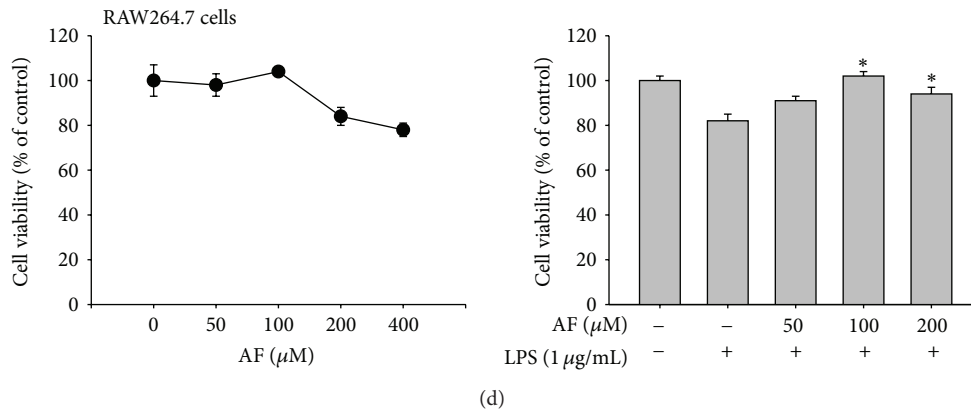 RAW264.7 cells
Cell viability (% of control)
120
100
80
60
40
20
0
0 50 100 200 400
AF (μM)
Cell viability (% of control)
120
100
80
60
40
20
0
* *
AF (μM) − − 50 100 200
LPS (1 μg/mL) − + + + +
(d)